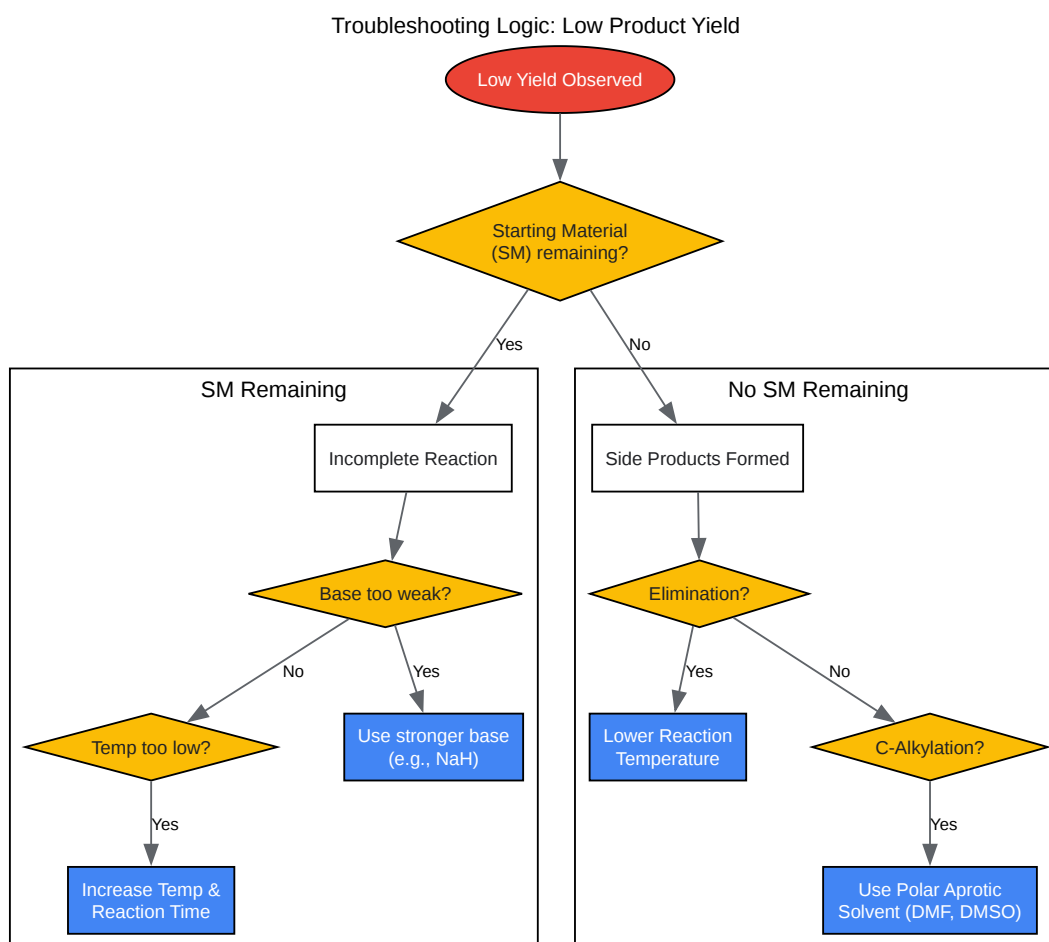 Troubleshooting Logic: Low Product Yield
Low Yield Observed
Starting Material
(SM) remaining?
Yes
No
SM Remaining
No SM Remaining
Incomplete Reaction
Side Products Formed
Base too weak?
Elimination?
No
Yes
Yes
No
Temp too low?
Use stronger base
(e.g., NaH)
Lower Reaction
Temperature
C-Alkylation?
Yes
Yes
Increase Temp &
Reaction Time
Use Polar Aprotic
Solvent (DMF, DMSO)